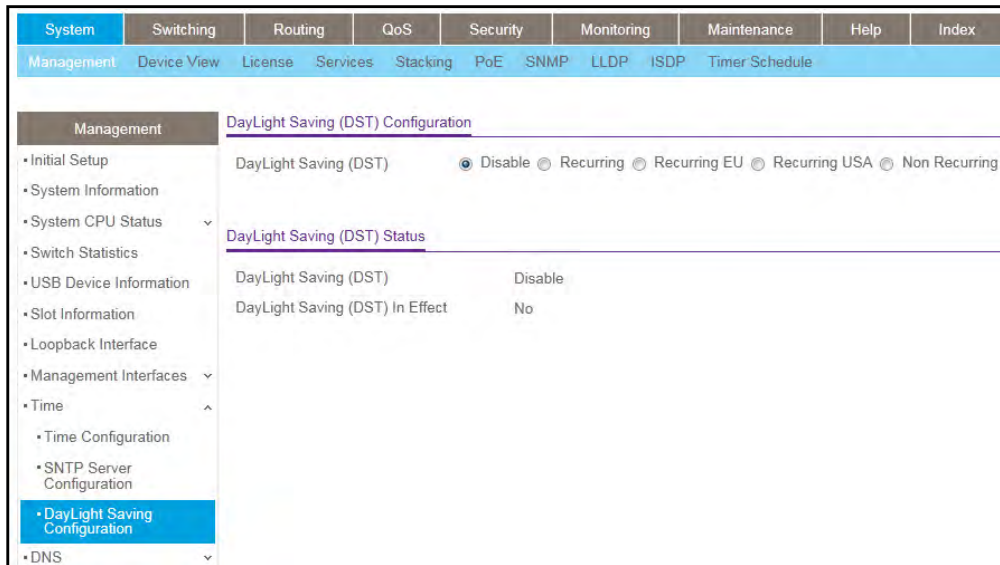 System Switching Routing QoS Security Monitoring Maintenance Help Index
Management Device View License Services Stacking PoE SNMP LLDP ISDP Timer Schedule
Management
• Initial Setup
• System Information
• System CPU Status
• Switch Statistics
• USB Device Information
• Slot Information
• Loopback Interface
• Management Interfaces
• Time
• Time Configuration
• SNTP Server
Configuration
• DayLight Saving
Configuration
• DNS
DayLight Saving (DST) Configuration
DayLight Saving (DST) Disable Recurring Recurring EU Recurring USA Non Recurring
DayLight Saving (DST) Status
DayLight Saving (DST) Disable
DayLight Saving (DST) In Effect No